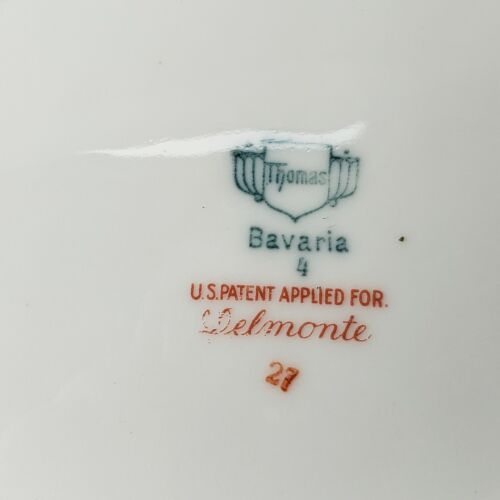 Thomas
Bavaria
4
U.S. PATENT APPLIED FOR.
Delmonte
27